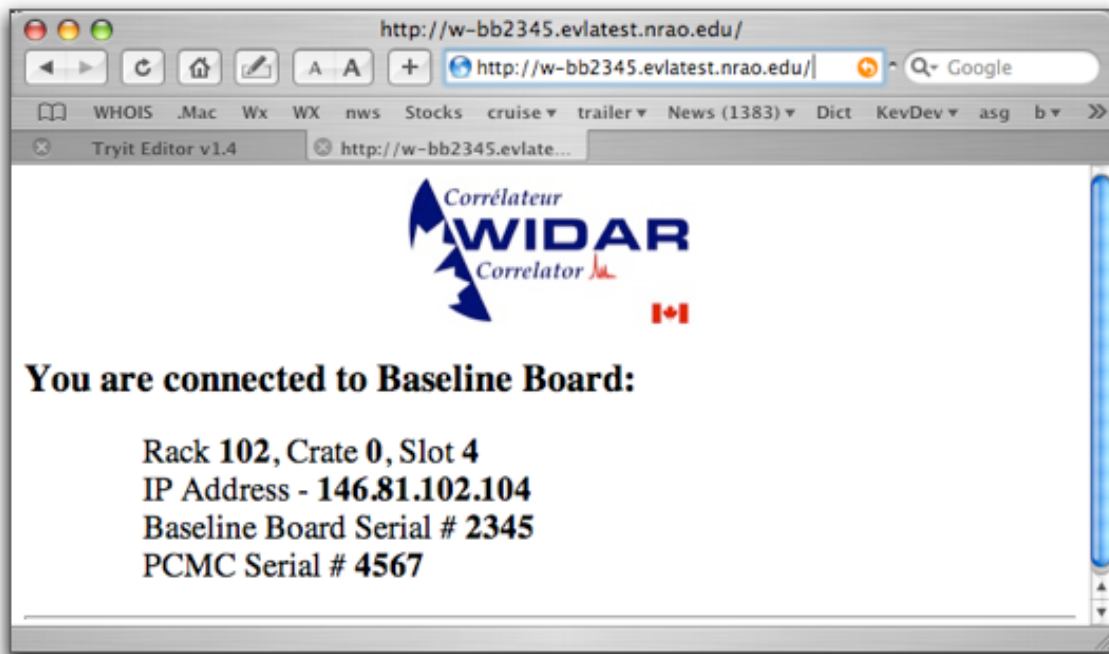 http://w-bb2345.evlatest.nrao.edu/
A A + http://w-bb2345.evlatest.nrao.edu/ Q Google
WHOIS .Mac Wx WX nws Stocks cruise trailer News (1383) Dict KevDev asg b
Tryit Editor v1.4 http://w-bb2345.evlate...
Corrélateur
WIDAR
Correlator
You are connected to Baseline Board:
Rack 102, Crate 0, Slot 4
IP Address - 146.81.102.104
Baseline Board Serial # 2345
PCMC Serial # 4567